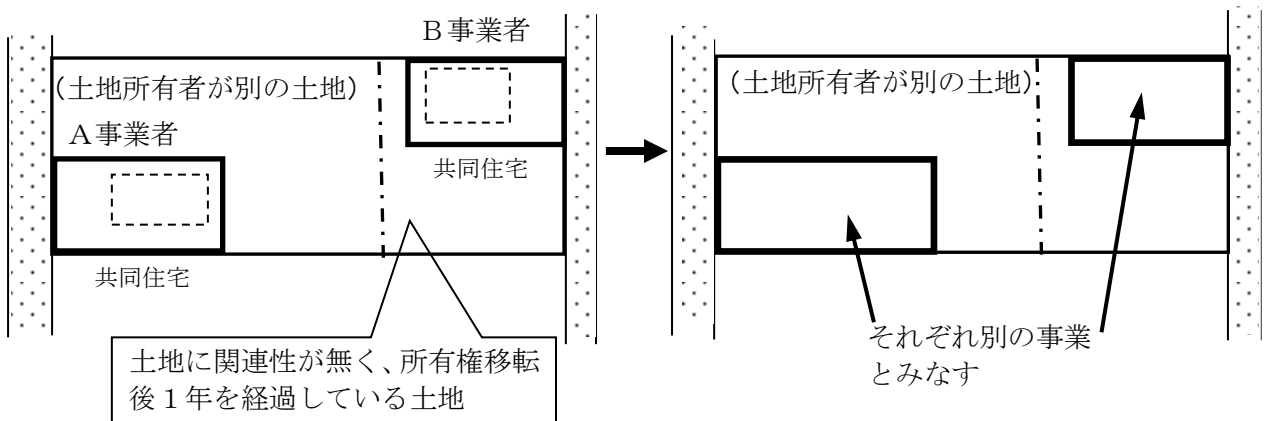 B事業者
(土地所有者が別の土地)
A事業者
共同住宅
共同住宅
土地に関連性が無く、所有権移転
後1年を経過している土地
(土地所有者が別の土地)
それぞれ別の事業
とみなす